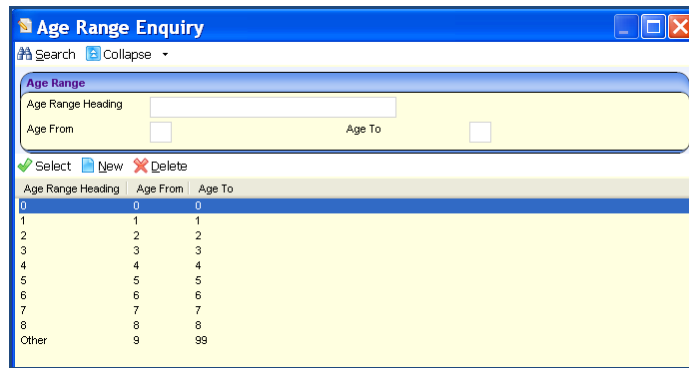 Age Range Enquiry
Search Collapse
Age Range
Age Range Heading
Age From Age To
Select New Delete
Age Range Heading Age From Age To
0 0 0
1 1 1
2 2 2
3 3 3
4 4 4
5 5 5
6 6 6
7 7 7
8 8 8
Other 9 99